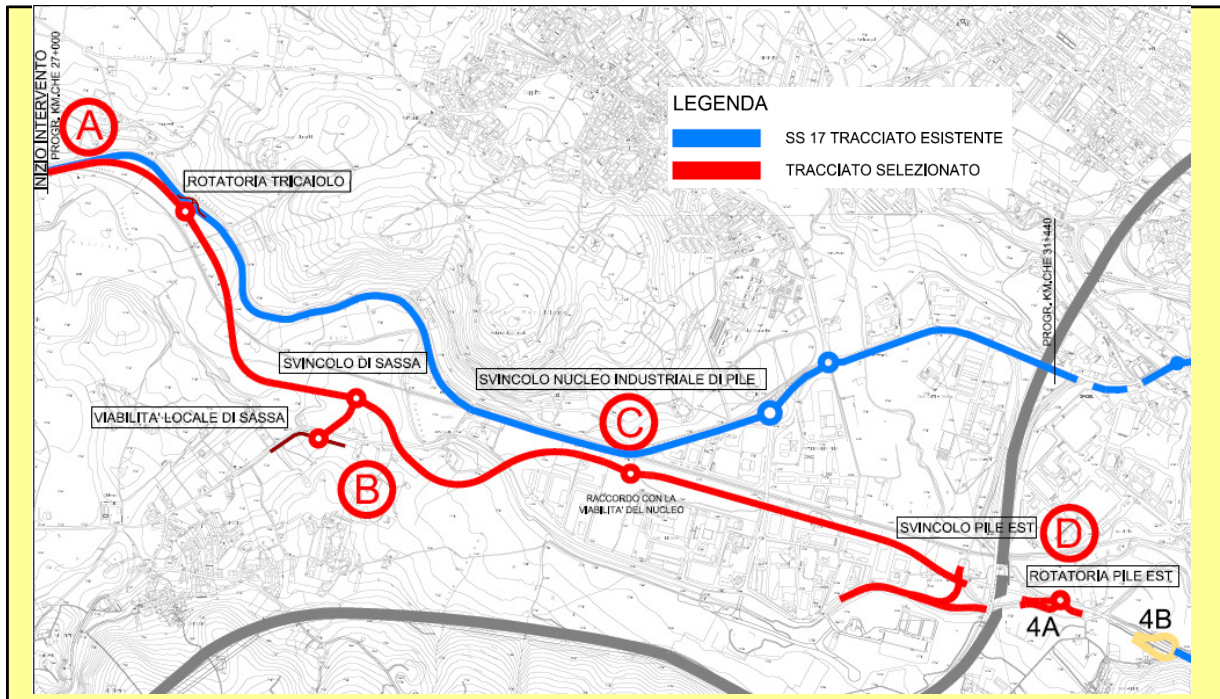 INIZIO INTERVENTO
PROGR. KM.CHE 27+000
A
ROTATORIA TRICAIOLO
LEGENDA
SS 17 TRACCIATO ESISTENTE
TRACCIATO SELEZIONATO
PROGR. KM.CHE 31+440
SVINCOLO DI SASSA
SVINCOLO NUCLEO INDUSTRIALE DI PILE
VIABILITA' LOCALE DI SASSA
C
B
RACCORDO CON LA
VIABILITA' DEL NUCLEO
SVINCOLO PILE EST
D
ROTATORIA PILE EST
4A
4B